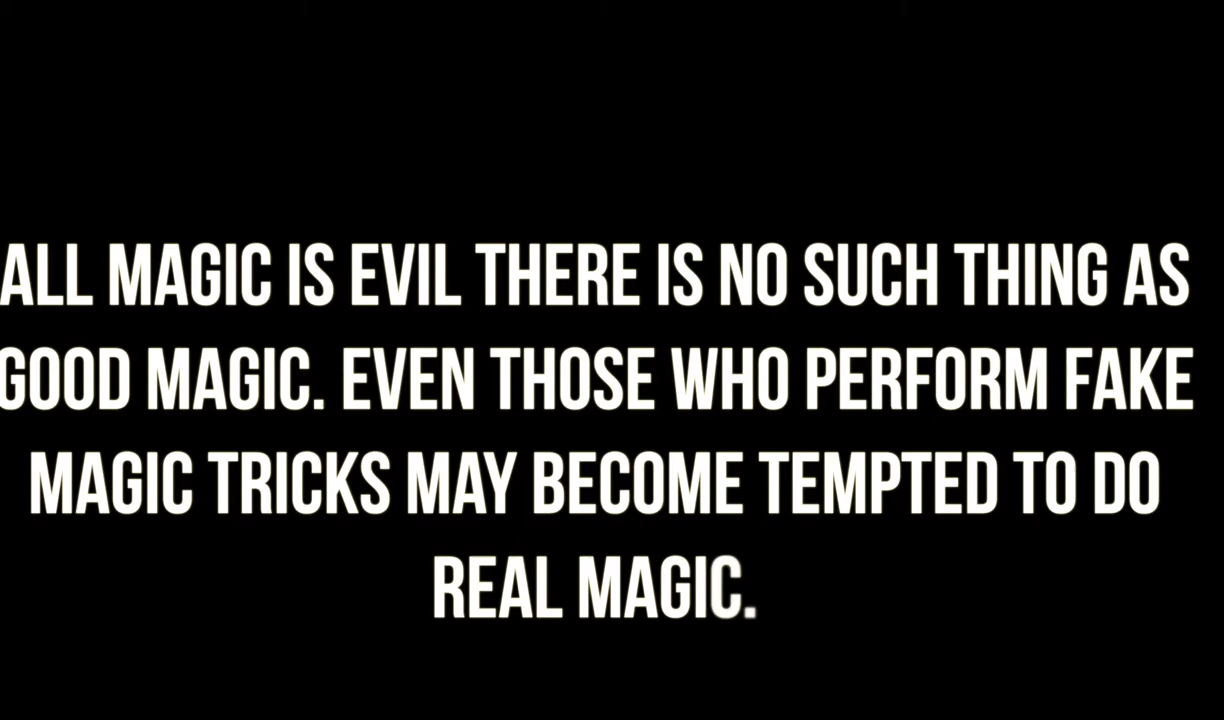 ALL MAGIC IS EVIL THERE IS NO SUCH THING AS
GOOD MAGIC. EVEN THOSE WHO PERFORM FAKE
MAGIC TRICKS MAY BECOME TEMPTED TO DO
REAL MAGIC.